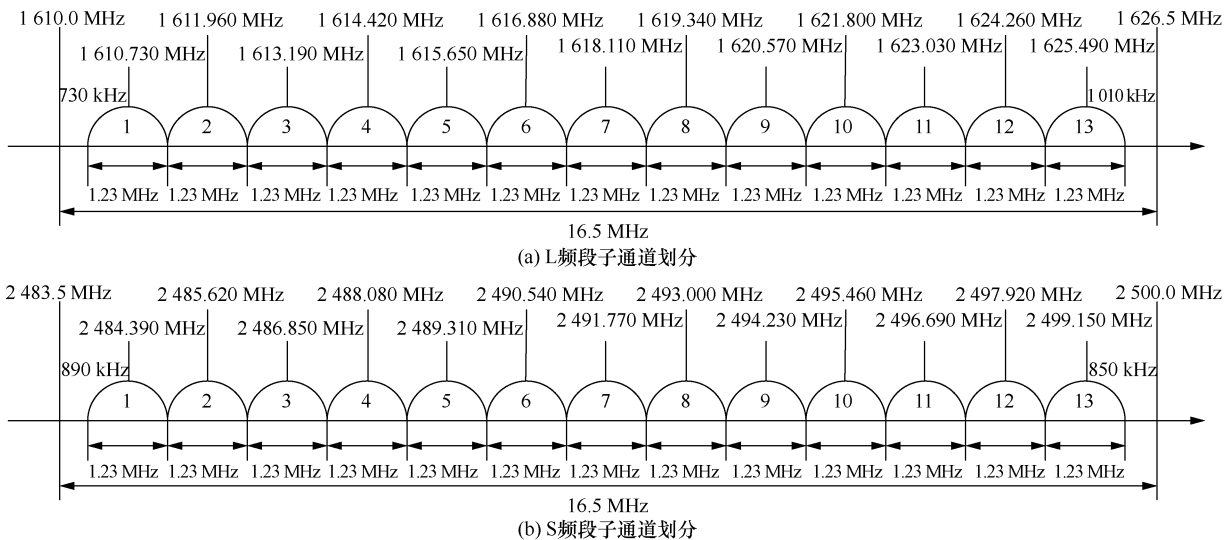 1 610.0 MHz 1 611.960 MHz 1 614.420 MHz 1 616.880 MHz 1 619.340 MHz 1 621.800 MHz 1 624.260 MHz 1 626.5 MHz
1 610.730 MHz 1 613.190 MHz 1 615.650 MHz 1 618.110 MHz 1 620.570 MHz 1 623.030 MHz 1 625.490 MHz
730 kHz 1 010 kHz
1 2 3 4 5 6 7 8 9 10 11 12 13
1.23 MHz 1.23 MHz 1.23 MHz 1.23 MHz 1.23 MHz 1.23 MHz 1.23 MHz 1.23 MHz 1.23 MHz 1.23 MHz 1.23 MHz 1.23 MHz 1.23 MHz
16.5 MHz
(a) L频段子通道划分
2 483.5 MHz 2 485.620 MHz 2 488.080 MHz 2 490.540 MHz 2 493.000 MHz 2 495.460 MHz 2 497.920 MHz 2 500.0 MHz
2 484.390 MHz 2 486.850 MHz 2 489.310 MHz 2 491.770 MHz 2 494.230 MHz 2 496.690 MHz 2 499.150 MHz
890 kHz 850 kHz
1 2 3 4 5 6 7 8 9 10 11 12 13
1.23 MHz 1.23 MHz 1.23 MHz 1.23 MHz 1.23 MHz 1.23 MHz 1.23 MHz 1.23 MHz 1.23 MHz 1.23 MHz 1.23 MHz 1.23 MHz 1.23 MHz
16.5 MHz
(b) S频段子通道划分